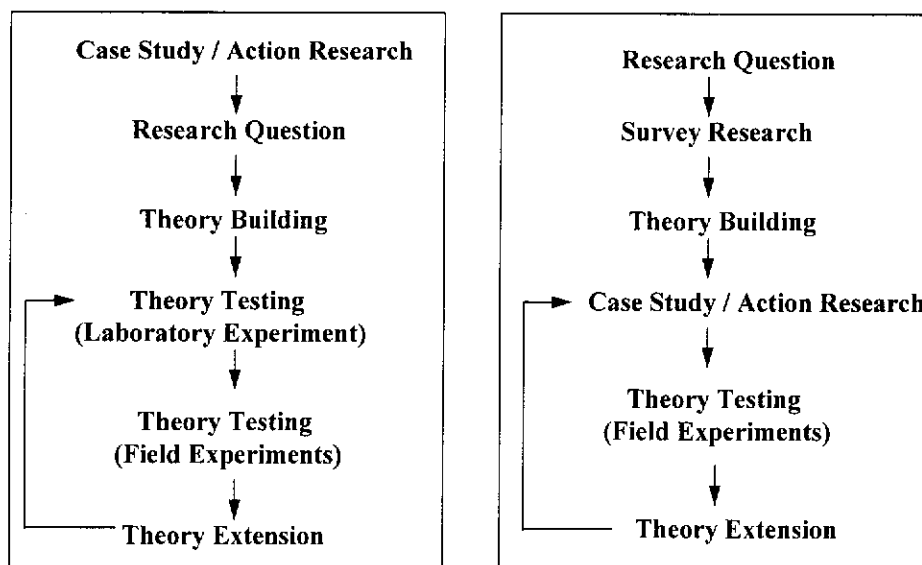 Case Study / Action Research
Research Question
Theory Building
Theory Testing
(Laboratory Experiment)
Theory Testing
(Field Experiments)
Theory Extension
Research Question
Survey Research
Theory Building
Case Study / Action Research
Theory Testing
(Field Experiments)
Theory Extension